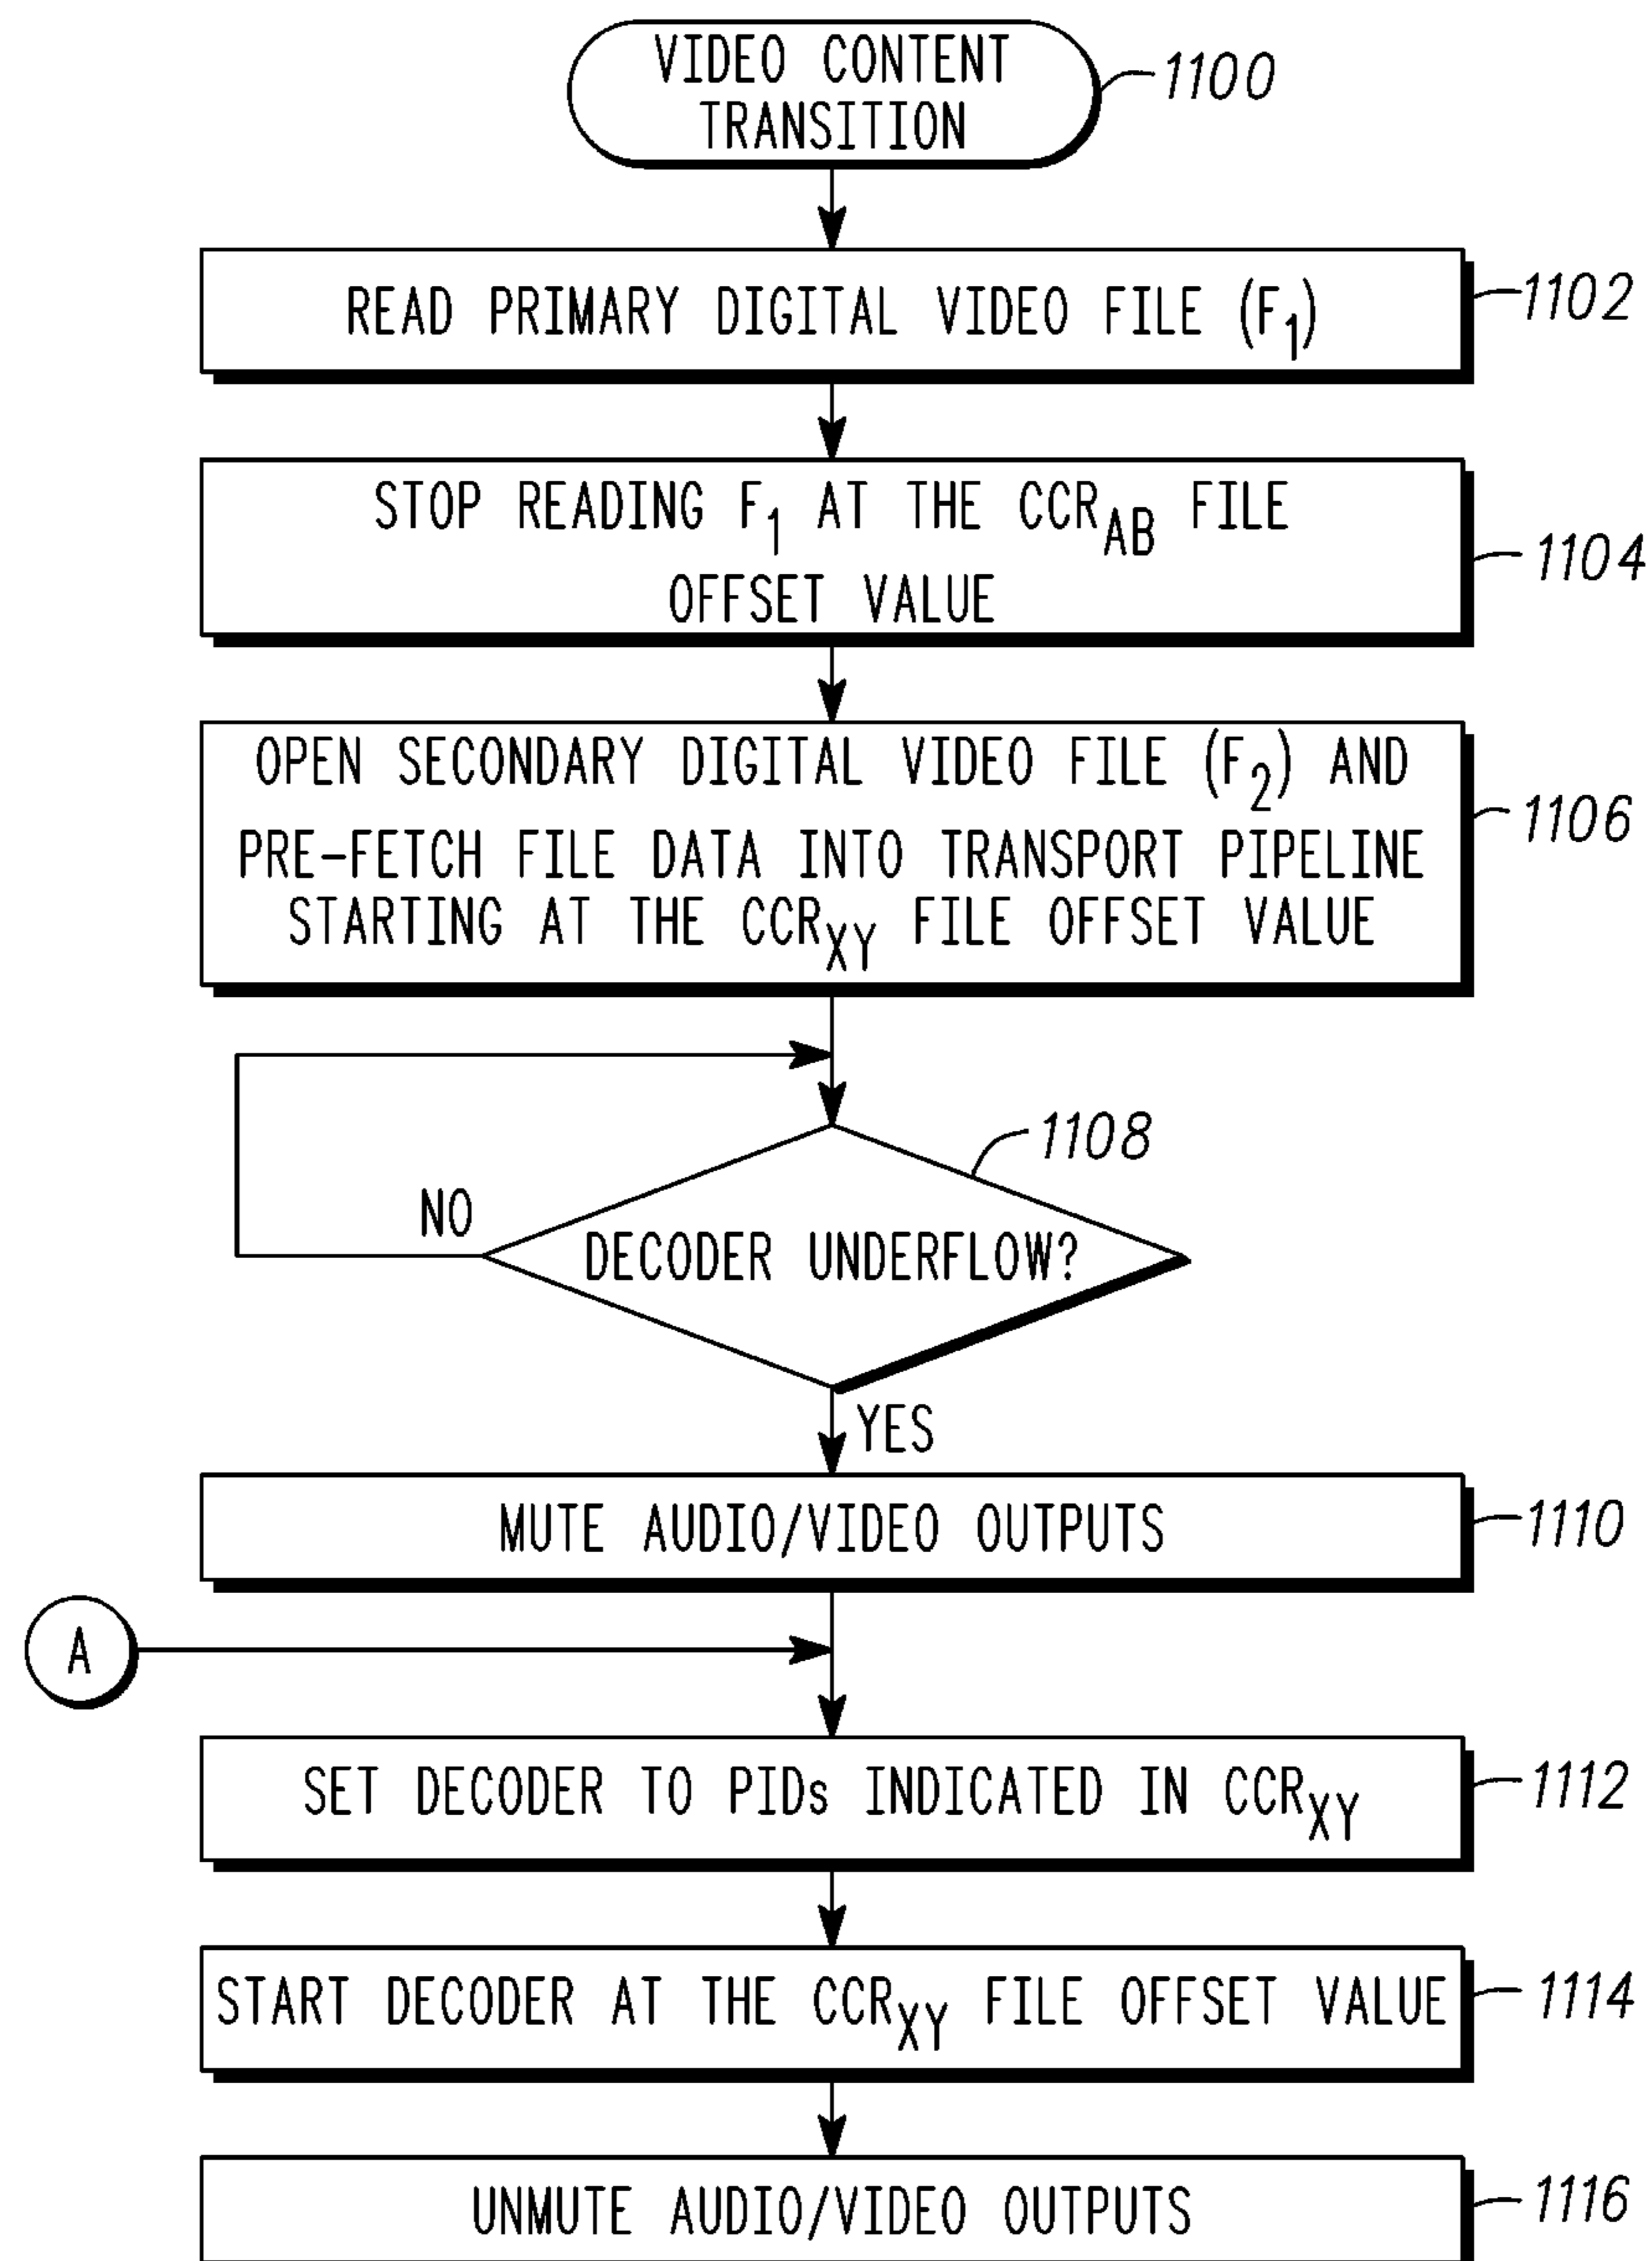 VIDEO CONTENT
TRANSITION
1100
READ PRIMARY DIGITAL VIDEO FILE (F1)
1102
STOP READING F1 AT THE CCRAB FILE
OFFSET VALUE
1104
OPEN SECONDARY DIGITAL VIDEO FILE (F2) AND
PRE-FETCH FILE DATA INTO TRANSPORT PIPELINE
STARTING AT THE CCRXY FILE OFFSET VALUE
1106
1108
NO
DECODER UNDERFLOW?
YES
MUTE AUDIO/VIDEO OUTPUTS
1110
A
SET DECODER TO PIDs INDICATED IN CCRXY
1112
START DECODER AT THE CCRXY FILE OFFSET VALUE
1114
UNMUTE AUDIO/VIDEO OUTPUTS
1116